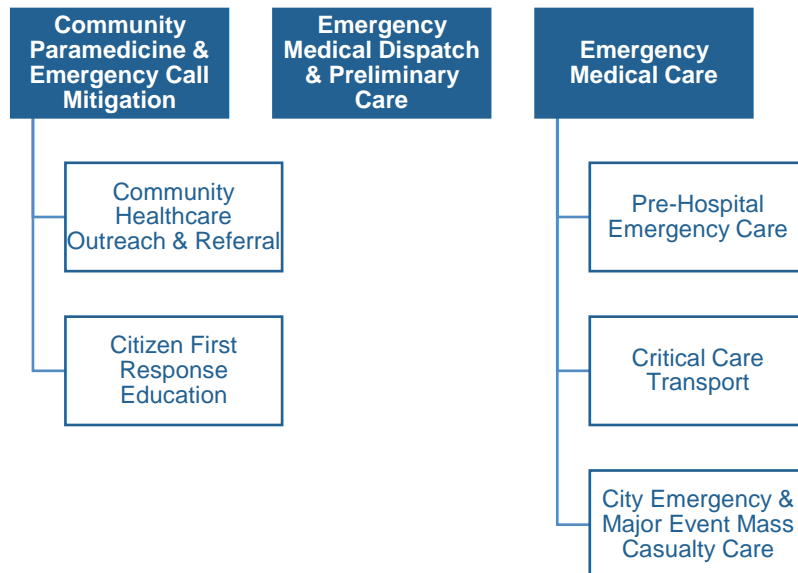 Community
Paramedicine &
Emergency Call
Mitigation
Emergency
Medical Dispatch
& Preliminary
Care
Emergency
Medical Care
Community
Healthcare
Outreach & Referral
Citizen First
Response
Education
Pre-Hospital
Emergency Care
Critical Care
Transport
City Emergency &
Major Event Mass
Casualty Care